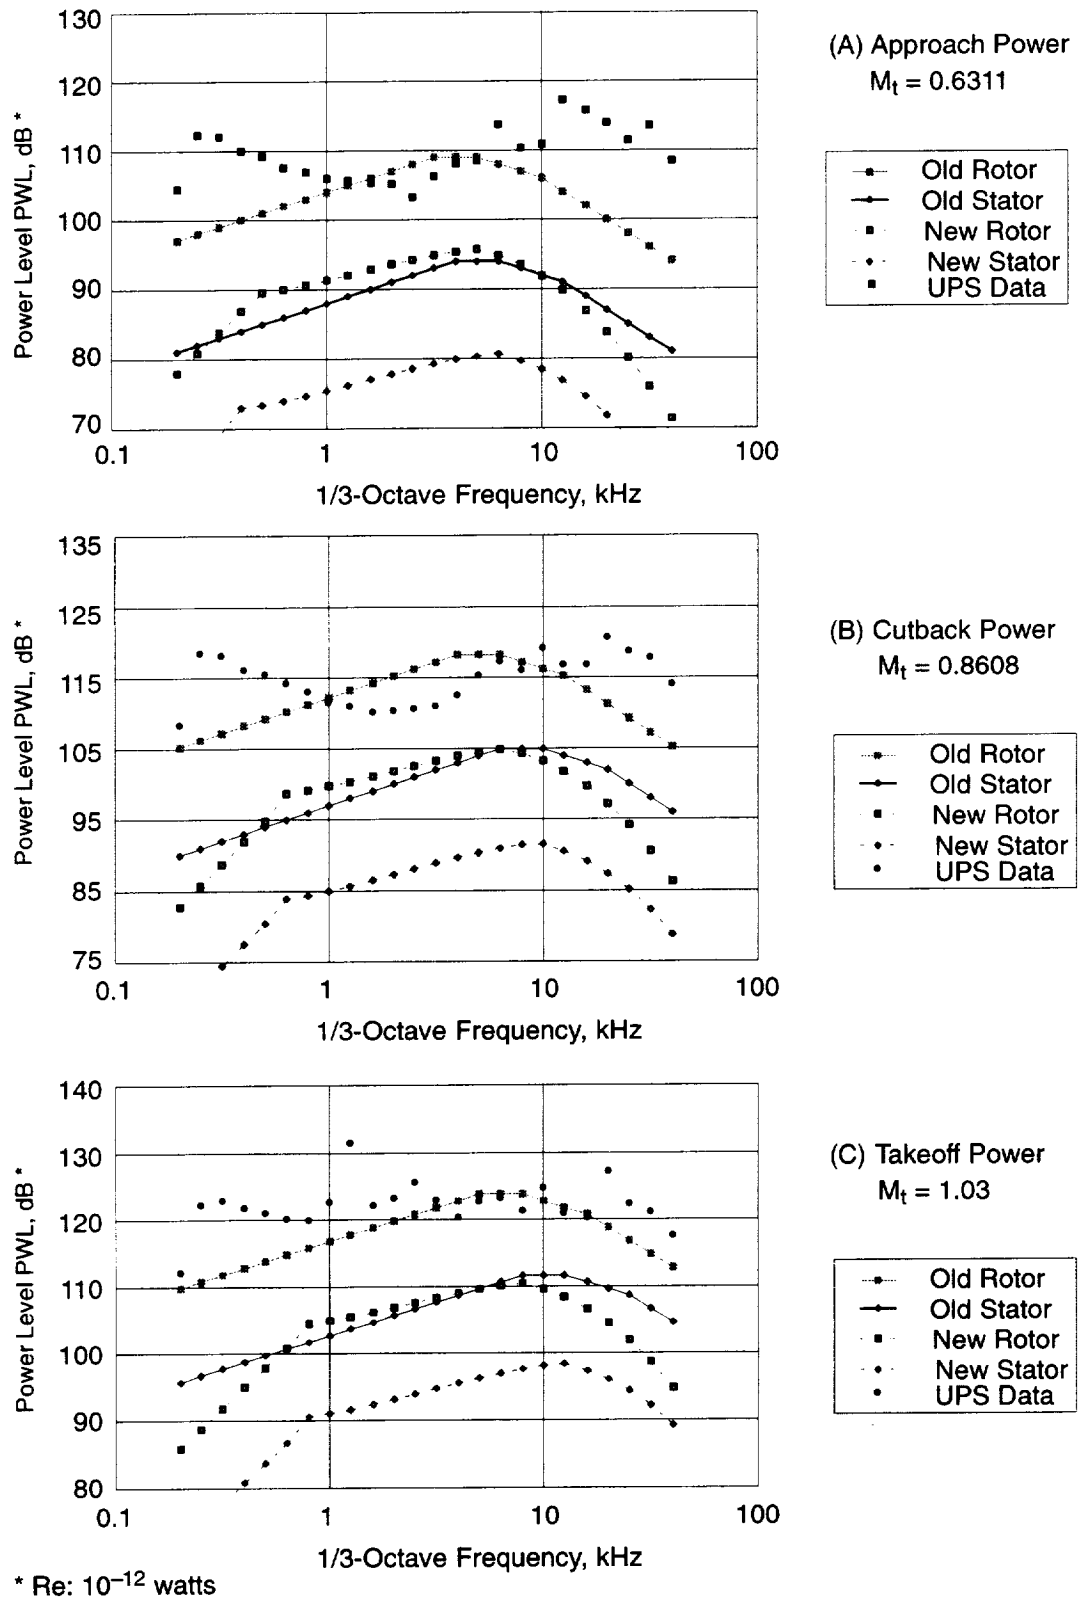 130
120
110
100
90
80
70
Power Level PWL, dB *
0.1
1
10
100
1/3-Octave Frequency, kHz
(A) Approach Power
Mt = 0.6311
Old Rotor
Old Stator
New Rotor
New Stator
UPS Data
135
125
115
105
95
85
75
Power Level PWL, dB *
0.1
1
10
100
1/3-Octave Frequency, kHz
(B) Cutback Power
Mt = 0.8608
Old Rotor
Old Stator
New Rotor
New Stator
UPS Data
140
130
120
110
100
90
80
Power Level PWL, dB *
0.1
1
10
100
1/3-Octave Frequency, kHz
(C) Takeoff Power
Mt = 1.03
Old Rotor
Old Stator
New Rotor
New Stator
UPS Data
* Re: 10–12 watts